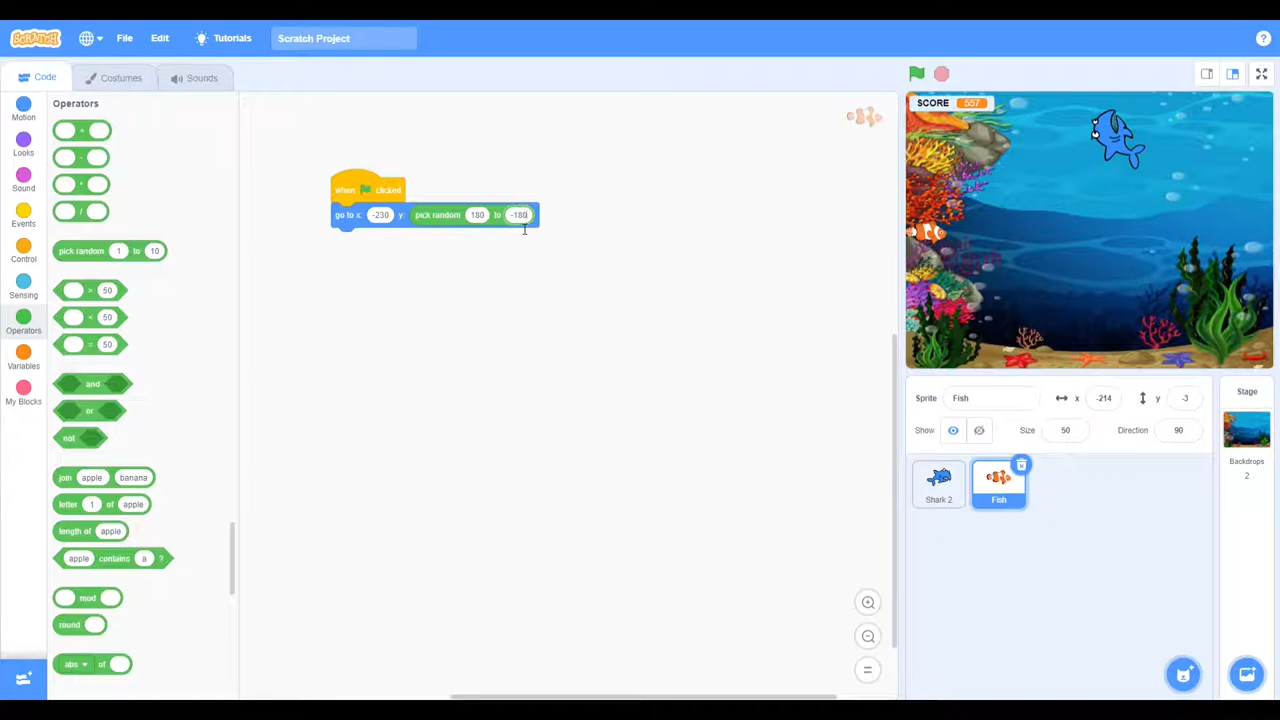 SCRATCH File Edit Tutorials Scratch Project ?
Code Costumes Sounds
Motion
Looks
Sound
Events
Control
Sensing
Operators
Variables
My Blocks
Operators
+
-
*
/
pick random 1 to 10
> 50
< 50
= 50
and
or
not
join apple banana
letter 1 of apple
length of apple
apple contains a ?
mod
round
abs of
when clicked
go to x: -230 y: pick random 180 to -180
SCORE 557
Sprite Fish x -214 y -3
Show Size 50 Direction 90
Shark 2
Fish
Stage
Backdrops
2